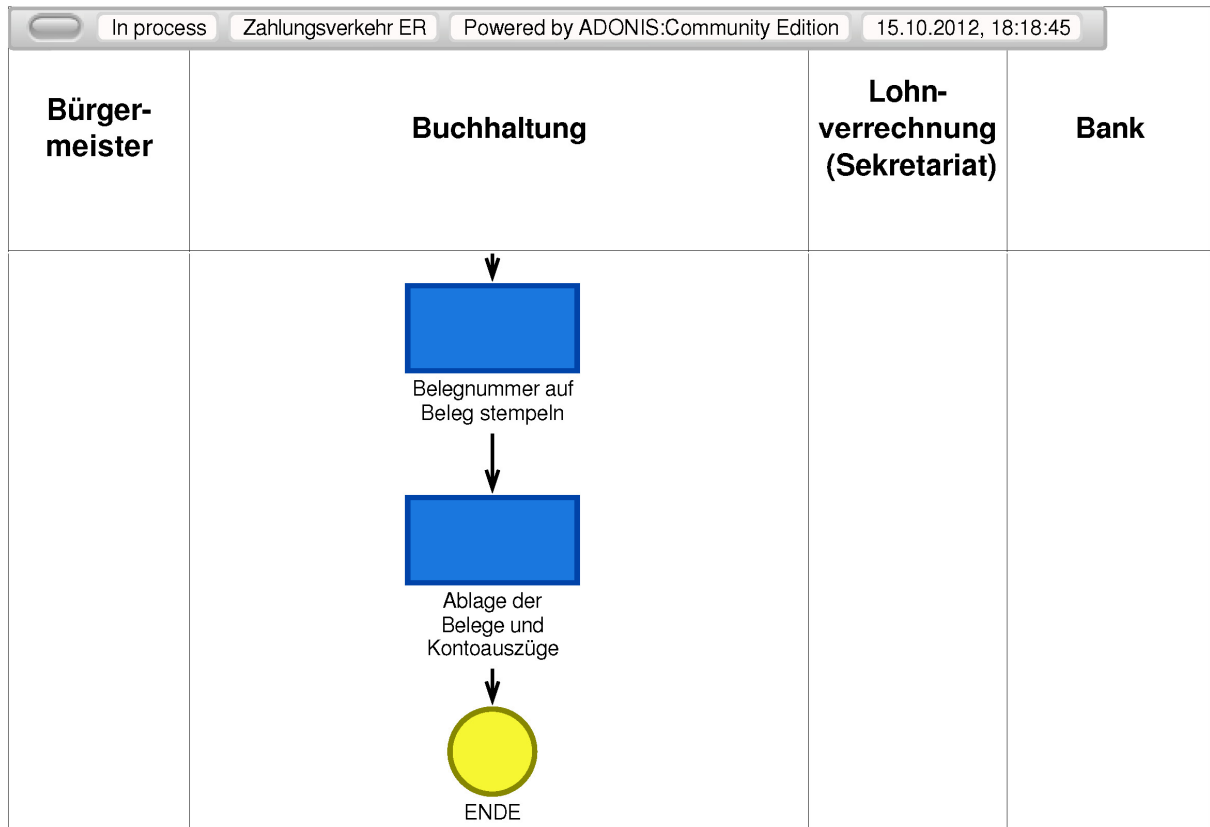 In process Zahlungsverkehr ER Powered by ADONIS:Community Edition 15.10.2012, 18:18:45
Bürger-
meister
Buchhaltung
Lohn-
verrechnung
(Sekretariat)
Bank
Belegnummer auf
Beleg stempeln
Ablage der
Belege und
Kontoauszüge
ENDE